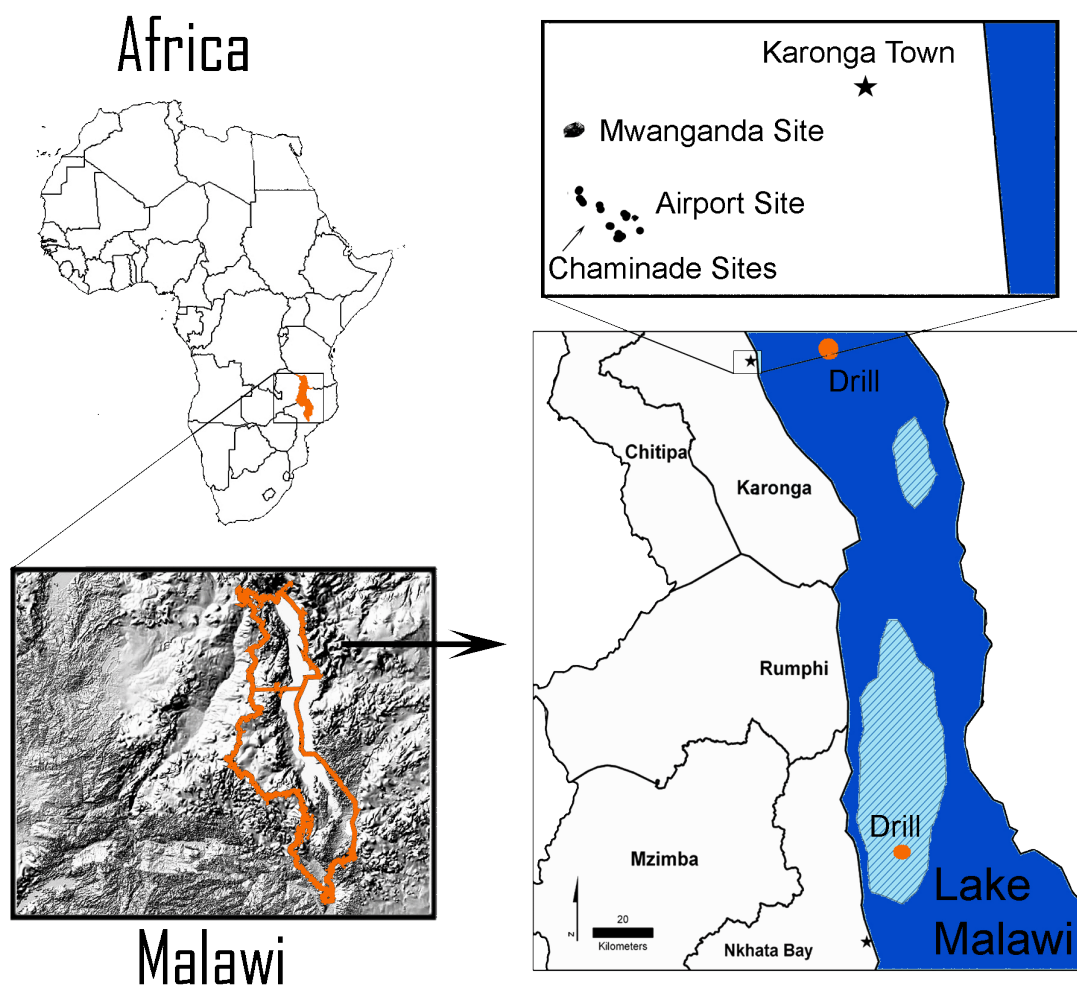 Africa
Karonga Town
Mwanganda Site
Airport Site
Chaminade Sites
Drill
Chitipa
Karonga
Rumphi
Drill
Mzimba
Lake
Malawi
20
Kilometers
N
Nkhata Bay
Malawi